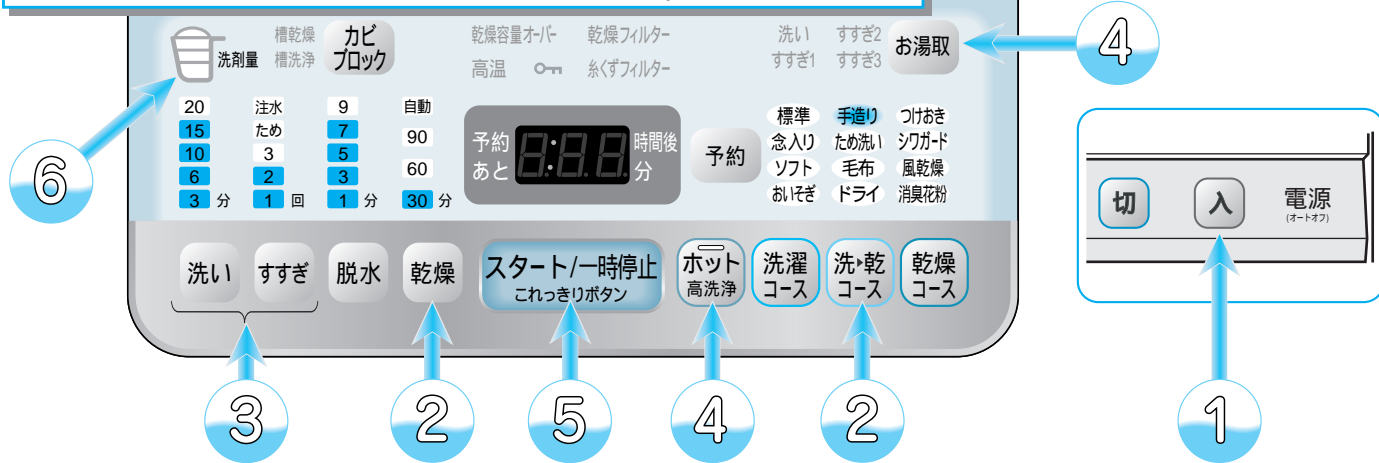 槽乾燥
槽洗浄
洗剤量
カビ
ブロック
乾燥容量オーバー
乾燥フィルター
高温
糸くずフィルター
洗い
すすぎ2
すすぎ1
すすぎ3
お湯取
4
6
20
15
10
6
3 分
注水
ため
3
2
1 回
9
7
5
3
1 分
自動
90
60
30 分
予約
あと
8:88
時間後
分
予約
標準
手造り
つけおき
念入り
ため洗い
シワガード
ソフト
毛布
風乾燥
おいそぎ
ドライ
消臭花粉
切
入
電源
(オートオフ)
洗い
すすぎ
脱水
乾燥
スタート/一時停止
これっきりボタン
ホット
高洗浄
洗濯
コース
洗▶乾
コース
乾燥
コース
3
2
5
4
2
1